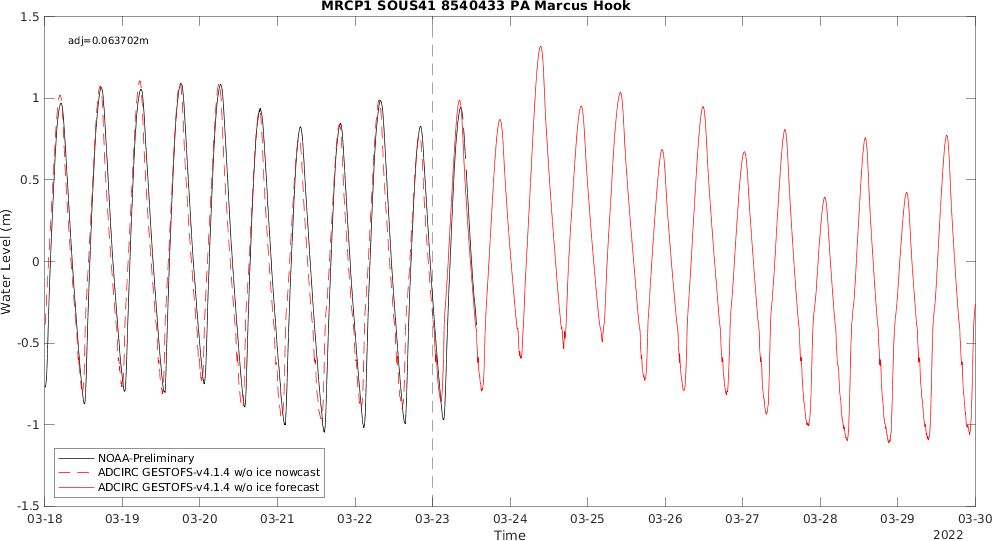 MRCP1 SOUS41 8540433 PA Marcus Hook
adj=0.063702m
1.5
1
0.5
0
-0.5
-1
-1.5
Water Level (m)
NOAA-Preliminary
ADCIRC GESTOFS-v4.1.4 w/o ice nowcast
ADCIRC GESTOFS-v4.1.4 w/o ice forecast
03-18 03-19 03-20 03-21 03-22 03-23 03-24 03-25 03-26 03-27 03-28 03-29 03-30
Time
2022